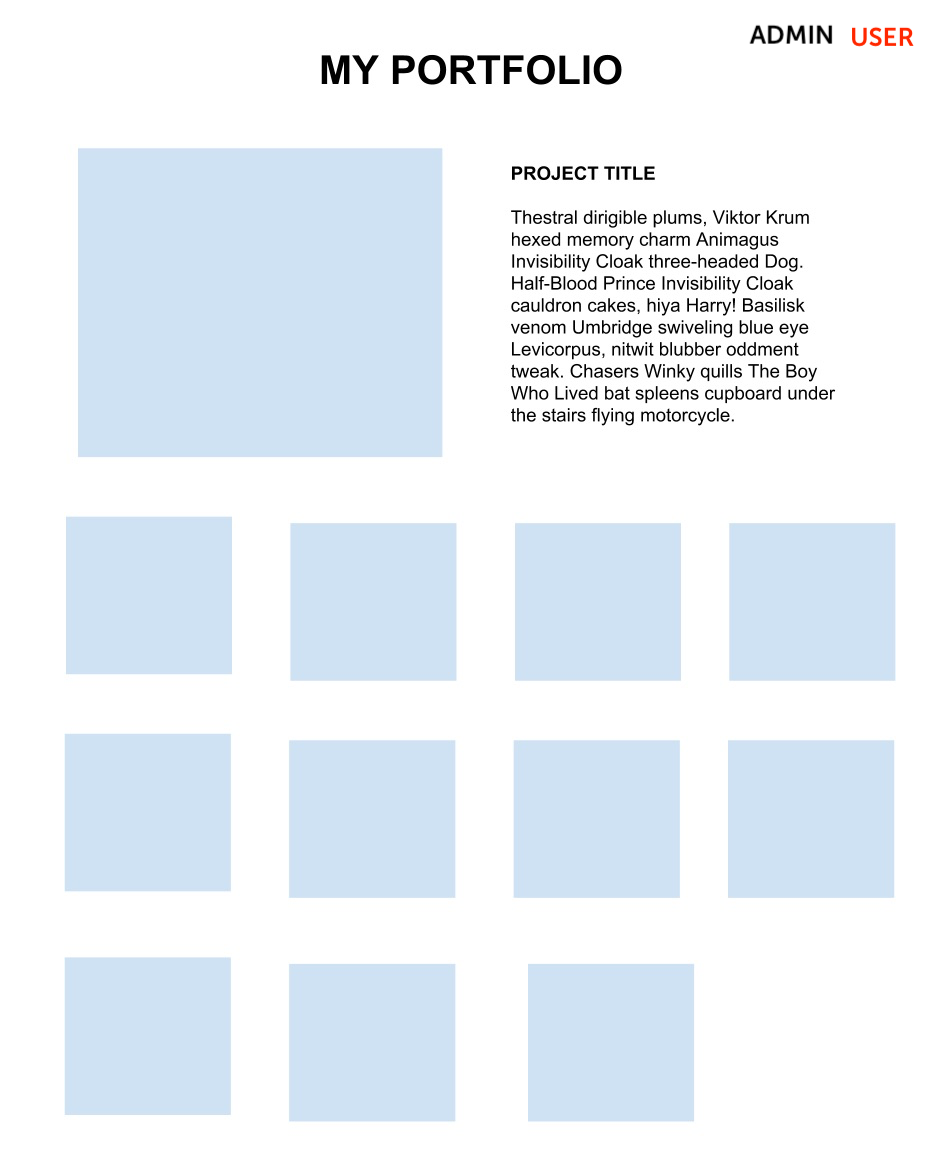 ADMIN USER
MY PORTFOLIO
PROJECT TITLE
Thestral dirigible plums, Viktor Krum
hexed memory charm Animagus
Invisibility Cloak three-headed Dog.
Half-Blood Prince Invisibility Cloak
cauldron cakes, hiya Harry! Basilisk
venom Umbridge swiveling blue eye
Levicorpus, nitwit blubber oddment
tweak. Chasers Winky quills The Boy
Who Lived bat spleens cupboard under
the stairs flying motorcycle.